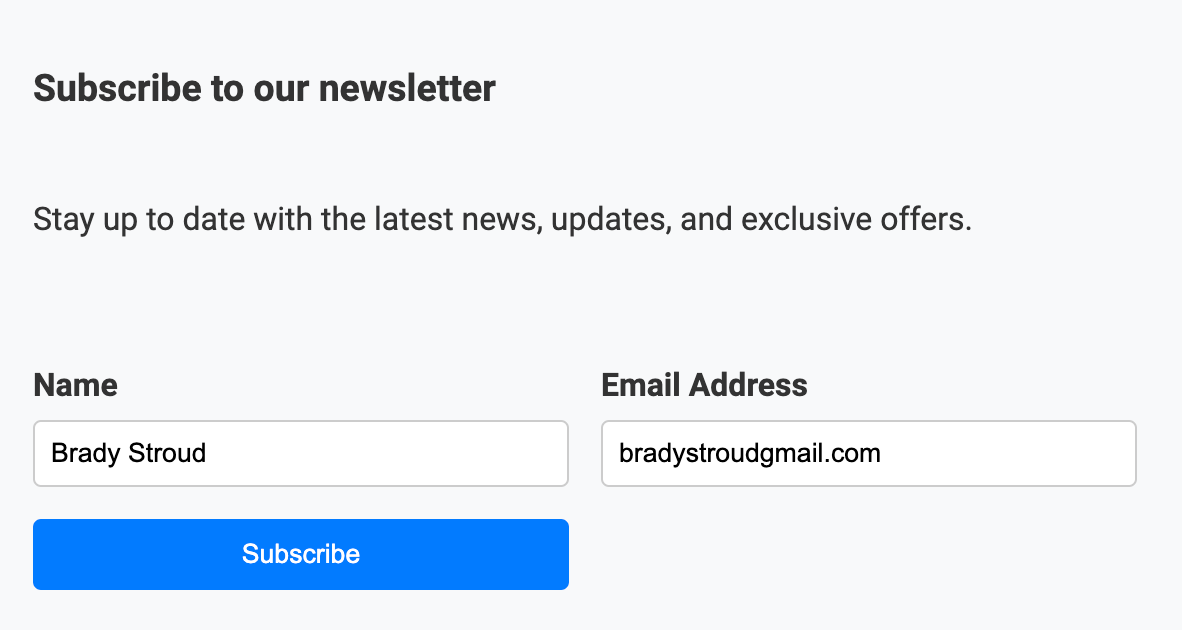 Subscribe to our newsletter
Stay up to date with the latest news, updates, and exclusive offers.
Name
Email Address
Brady Stroud
bradystroudgmail.com
Subscribe